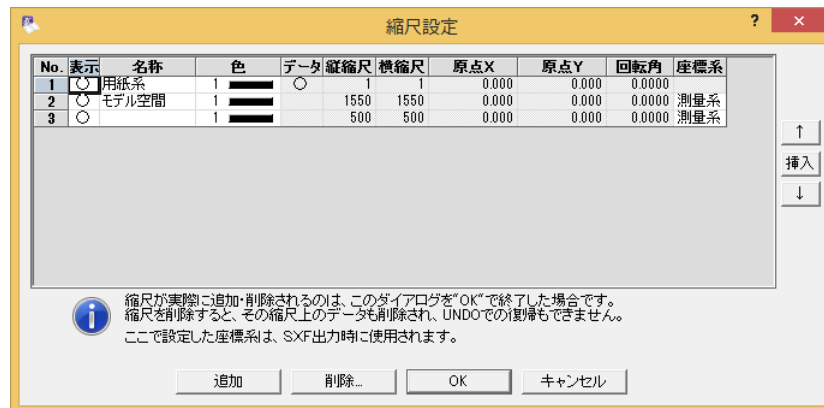 縮尺設定
? ×
No. 表示 名称 色 データ 縦縮尺 横縮尺 原点X 原点Y 回転角 座標系
1 ○ 用紙系 1 ○ 1 1 0.000 0.000 0.0000
2 ○ モデル空間 1 1550 1550 0.000 0.000 0.0000 測量系
3 ○ 1 500 500 0.000 0.000 0.0000 測量系
↑
挿入
↓
縮尺が実際に追加・削除されるのは、このダイアログを"OK"で終了した場合です。
縮尺を削除すると、その縮尺上のデータも削除され、UNDOでの復帰もできません。
ここで設定した座標系は、SXF出力時に使用されます。
追加 削除... OK キャンセル